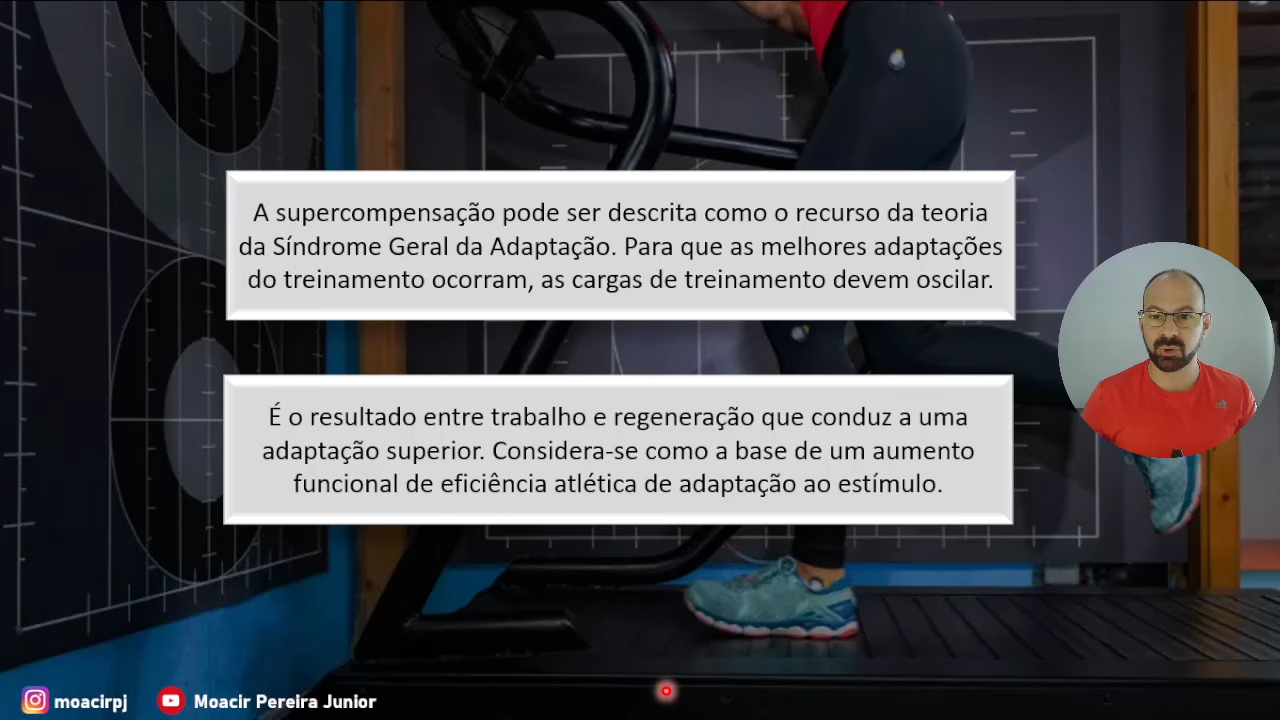 A supercompensação pode ser descrita como o recurso da teoria
da Síndrome Geral da Adaptação. Para que as melhores adaptações
do treinamento ocorram, as cargas de treinamento devem oscilar.
É o resultado entre trabalho e regeneração que conduz a uma
adaptação superior. Considera-se como a base de um aumento
funcional de eficiência atlética de adaptação ao estímulo.
moacirpj
Moacir Pereira Junior